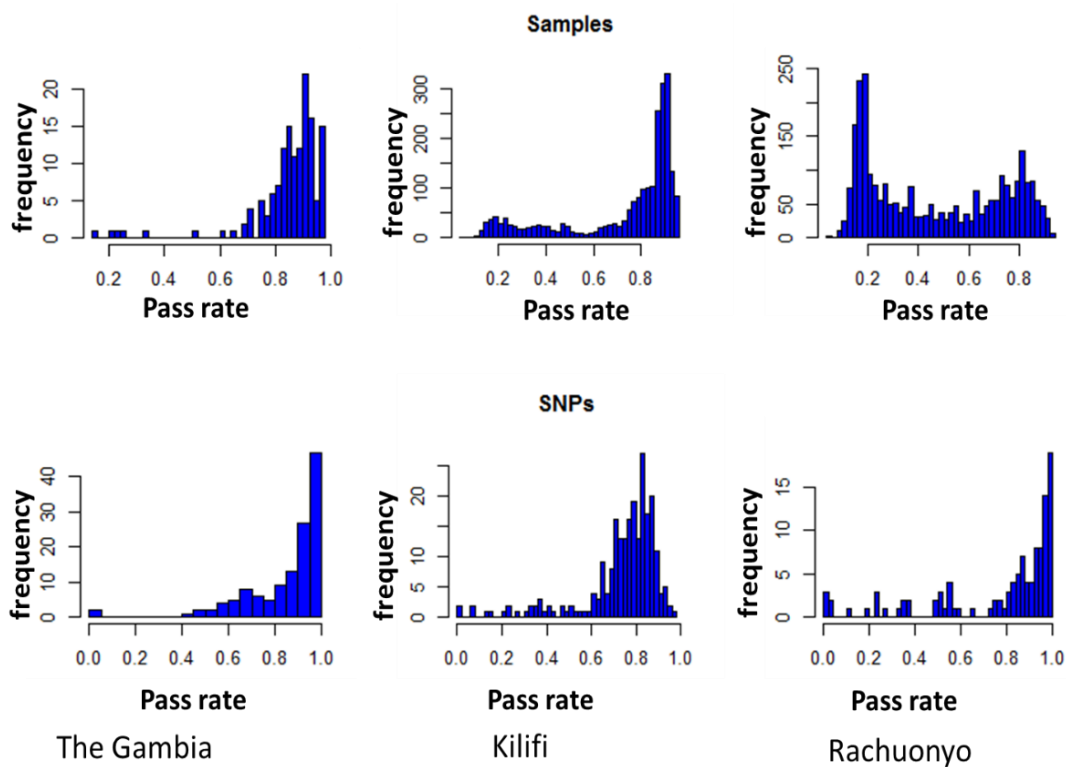 Samples
frequency
0 5 10 15 20
0.2 0.4 0.6 0.8 1.0
Pass rate
frequency
0 100 200 300
0.2 0.4 0.6 0.8
Pass rate
frequency
0 50 150 250
0.2 0.4 0.6 0.8
Pass rate
SNPs
frequency
0 10 20 30 40
0.0 0.2 0.4 0.6 0.8 1.0
Pass rate
frequency
0 5 10 20
0.0 0.2 0.4 0.6 0.8 1.0
Pass rate
frequency
0 5 10 15
0.0 0.2 0.4 0.6 0.8 1.0
Pass rate
The Gambia
Kilifi
Rachuonyo